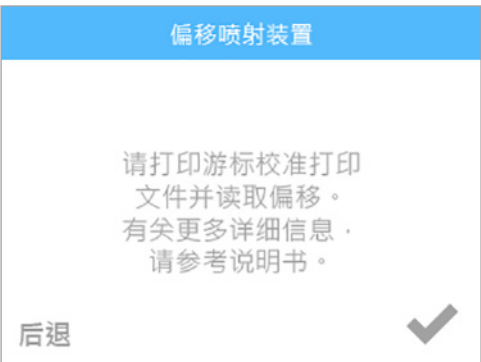 偏移喷射装置
请打印游标校准打印
文件并读取偏移。
有关更多详细信息，
请参考说明书。
后退